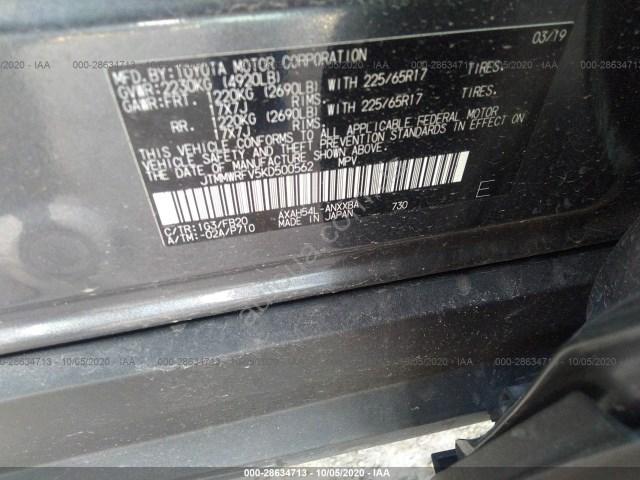 MFD. BY: TOYOTA MOTOR CORPORATION 03/19
GVWR: 2230KG (4920LB)
GAWR: FRT. 1220KG (2690LB) WITH 225/65R17 TIRES,
17X7J RIMS,
RR. 1220KG (2690LB) WITH 225/65R17 TIRES,
17X7J RIMS,
THIS VEHICLE CONFORMS TO ALL APPLICABLE FEDERAL MOTOR
VEHICLE SAFETY AND THEFT PREVENTION STANDARDS IN EFFECT ON
THE DATE OF MANUFACTURE SHOWN ABOVE.
JTMMWRFV5KD500562 MPV
E
C/TR: 1G3/FB20 AXAH54L-ANXXBA 730
A/TM: -02A/P710 MADE IN JAPAN
000-28634713 - 10/05/2020 - IAA